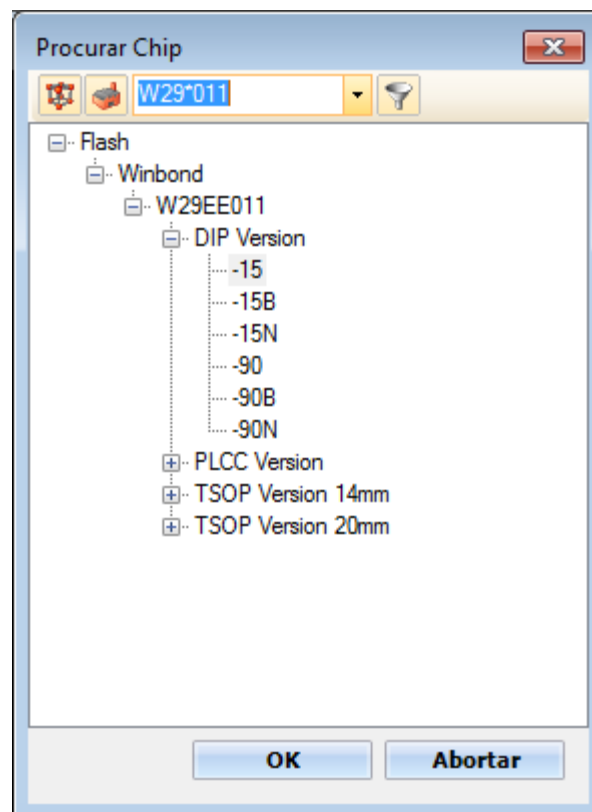 Procurar Chip
W29*011
Flash
Winbond
W29EE011
DIP Version
-15
-15B
-15N
-90
-90B
-90N
PLCC Version
TSOP Version 14mm
TSOP Version 20mm
OK Abortar